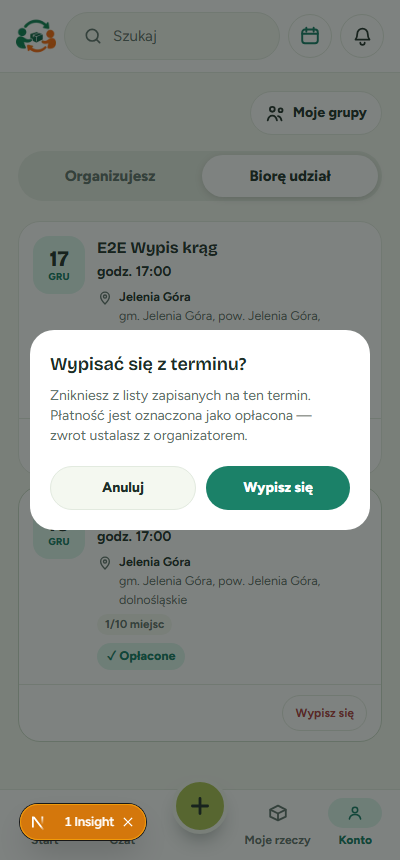 Szukaj
Moje grupy
Organizujesz
Biorę udział
17
GRU
E2E Wypis krąg
godz. 17:00
Jelenia Góra
gm. Jelenia Góra, pow. Jelenia Góra,
Wypisać się z terminu?
Znikniesz z listy zapisanych na ten termin.
Płatność jest oznaczona jako opłacona —
zwrot ustalasz z organizatorem.
Anuluj
Wypisz się
GRU
godz. 17:00
Jelenia Góra
gm. Jelenia Góra, pow. Jelenia Góra,
dolnośląskie
1/10 miejsc
✓ Opłacone
Wypisz się
N
1 Insight
Start
Czat
Moje rzeczy
Konto